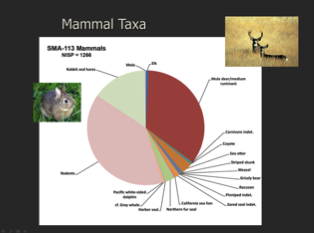 Mammal Taxa
SMA-113 Mammals
NISP = 1266
Mole
Elk
Rabbit and hares
Mule deer/medium
ruminant
Carnivore indet.
Coyote
Sea otter
Striped skunk
Weasel
Grizzly bear
Raccoon
Pinniped indet.
Eared seal indet.
California sea lion
Northern fur seal
Harbor seal
cf. Gray whale
Pacific white-sided
dolphin
Rodents